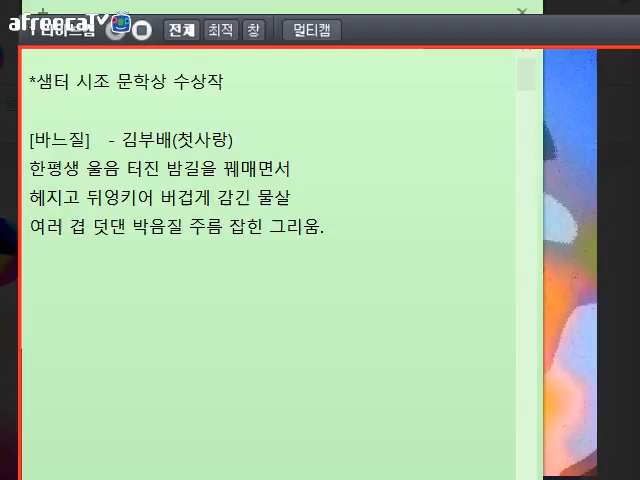 afreecaTV
전체 최적 창 멀티캠
*샘터 시조 문학상 수상작
[바느질] - 김부배(첫사랑)
한평생 울음 터진 밤길을 꿰매면서
헤지고 뒤엉키어 버겁게 감긴 물살
여러 겹 덧댄 박음질 주름 잡힌 그리움.